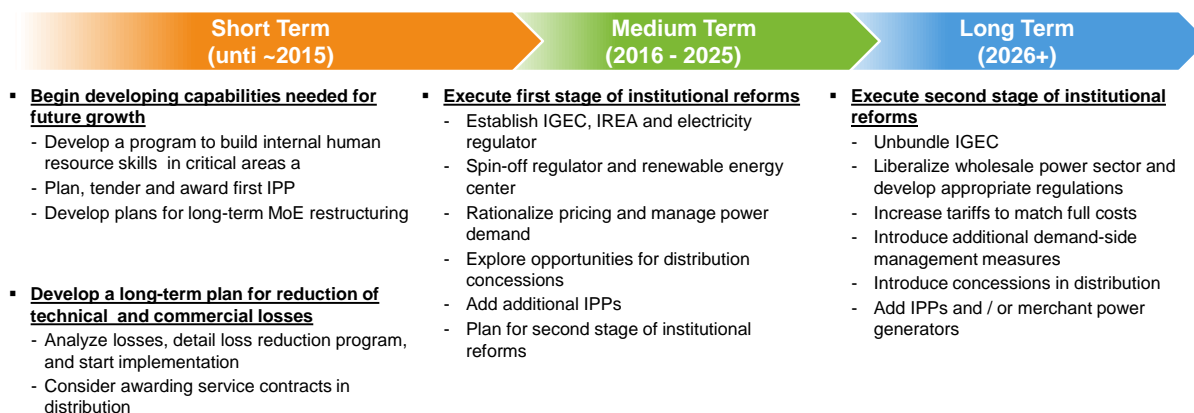 Short Term
(unti ~2015)
Medium Term
(2016 - 2025)
Long Term
(2026+)
▪ Begin developing capabilities needed for
future growth
- Develop a program to build internal human
resource skills in critical areas a
- Plan, tender and award first IPP
- Develop plans for long-term MoE restructuring
▪ Develop a long-term plan for reduction of
technical and commercial losses
- Analyze losses, detail loss reduction program,
and start implementation
- Consider awarding service contracts in
distribution
▪ Execute first stage of institutional reforms
- Establish IGEC, IREA and electricity
regulator
- Spin-off regulator and renewable energy
center
- Rationalize pricing and manage power
demand
- Explore opportunities for distribution
concessions
- Add additional IPPs
- Plan for second stage of institutional
reforms
▪ Execute second stage of institutional
reforms
- Unbundle IGEC
- Liberalize wholesale power sector and
develop appropriate regulations
- Increase tariffs to match full costs
- Introduce additional demand-side
management measures
- Introduce concessions in distribution
- Add IPPs and / or merchant power
generators